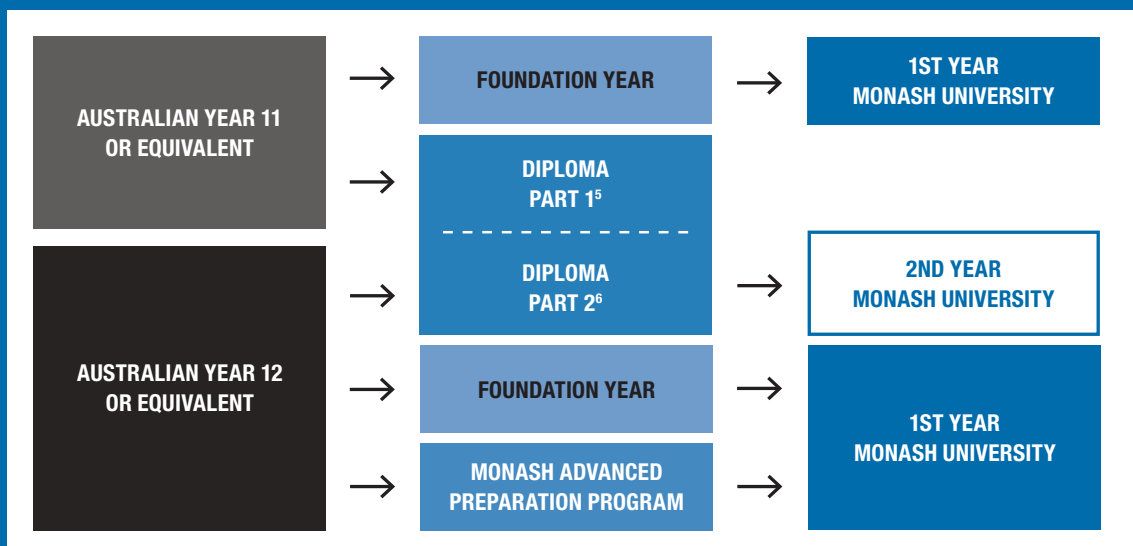 AUSTRALIAN YEAR 11
OR EQUIVALENT
FOUNDATION YEAR
1ST YEAR
MONASH UNIVERSITY
DIPLOMA
PART 1⁵
DIPLOMA
PART 2⁶
2ND YEAR
MONASH UNIVERSITY
AUSTRALIAN YEAR 12
OR EQUIVALENT
FOUNDATION YEAR
MONASH ADVANCED
PREPARATION PROGRAM
1ST YEAR
MONASH UNIVERSITY